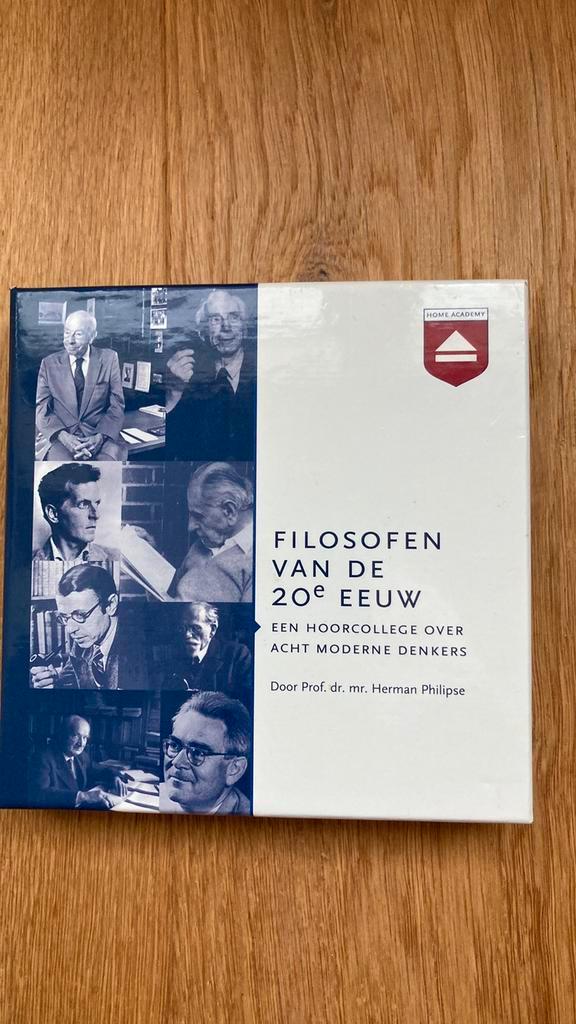 HOME ACADEMY
FILOSOFEN
VAN DE
20e EEUW
EEN HOORCOLLEGE OVER
ACHT MODERNE DENKERS
Door Prof. dr. mr. Herman Philipse